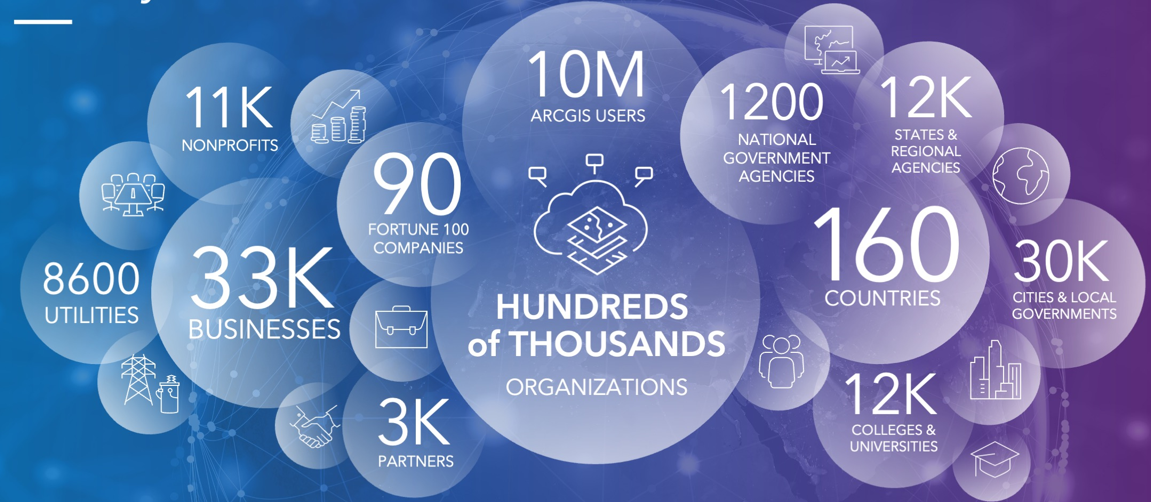 10M
ARCGIS USERS
11K
NONPROFITS
90
FORTUNE 100
COMPANIES
1200
NATIONAL
GOVERNMENT
AGENCIES
12K
STATES &
REGIONAL
AGENCIES
8600
UTILITIES
33K
BUSINESSES
HUNDREDS
of THOUSANDS
ORGANIZATIONS
160
COUNTRIES
30K
CITIES & LOCAL
GOVERNMENTS
3K
PARTNERS
12K
COLLEGES &
UNIVERSITIES